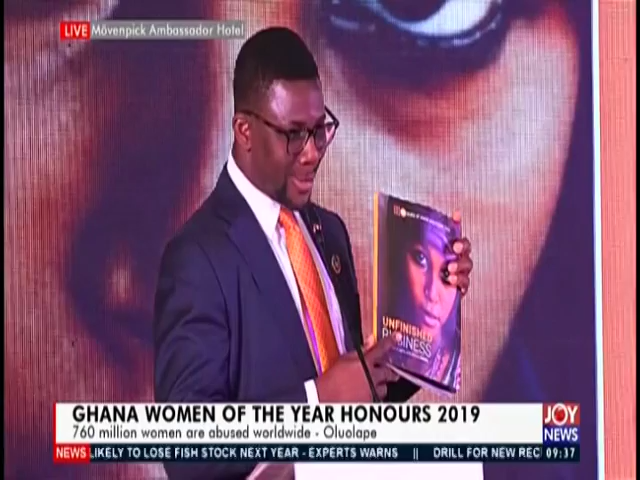 LIVE Mövenpick Ambassador Hotel
UNFINISHED
BUSINESS
GHANA WOMEN OF THE YEAR HONOURS 2019
760 million women are abused worldwide - Oluolape
JOY
NEWS
NEWS LIKELY TO LOSE FISH STOCK NEXT YEAR - EXPERTS WARNS || DRILL FOR NEW REC 09:37